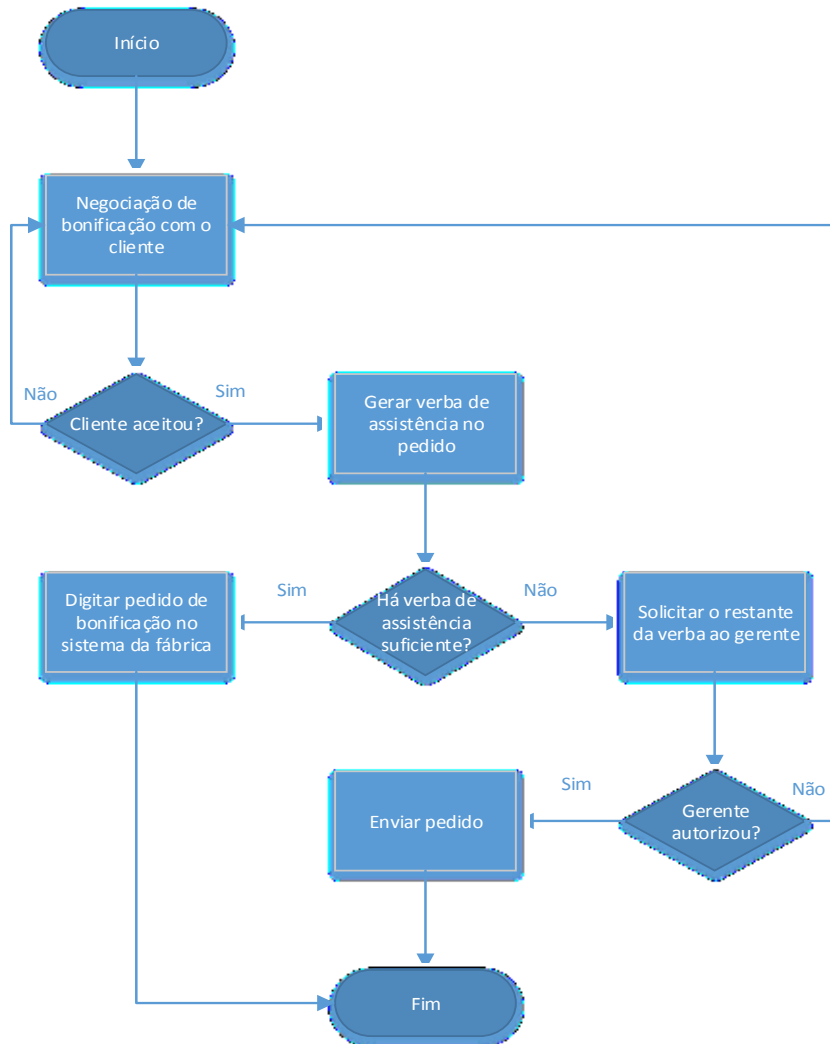 Início
Negociação de
bonificação com o
cliente
Não
Sim
Cliente aceitou?
Gerar verba de
assistência no
pedido
Sim
Não
Digitar pedido de
bonificação no
sistema da fábrica
Há verba de
assistência
suficiente?
Solicitar o restante
da verba ao gerente
Sim
Não
Enviar pedido
Gerente
autorizou?
Fim